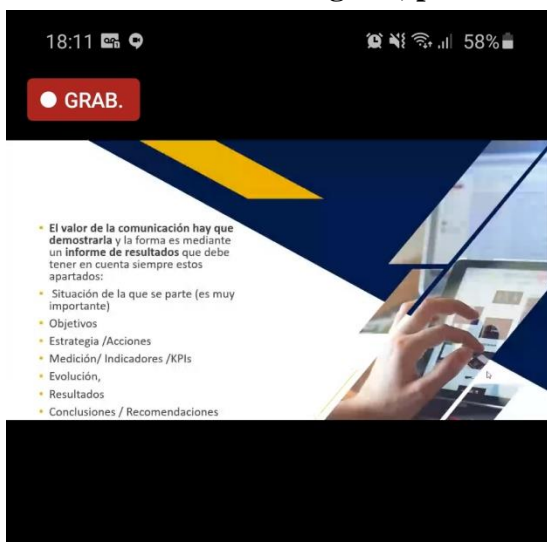 18:11 58%
GRAB.
El valor de la comunicación hay que
demostrarla y la forma es mediante
un informe de resultados que debe
tener en cuenta siempre estos
apartados:
Situación de la que se parte (es muy
importante)
Objetivos
Estrategia /Acciones
Medición/ Indicadores /KPIs
Evolución,
Resultados
Conclusiones / Recomendaciones